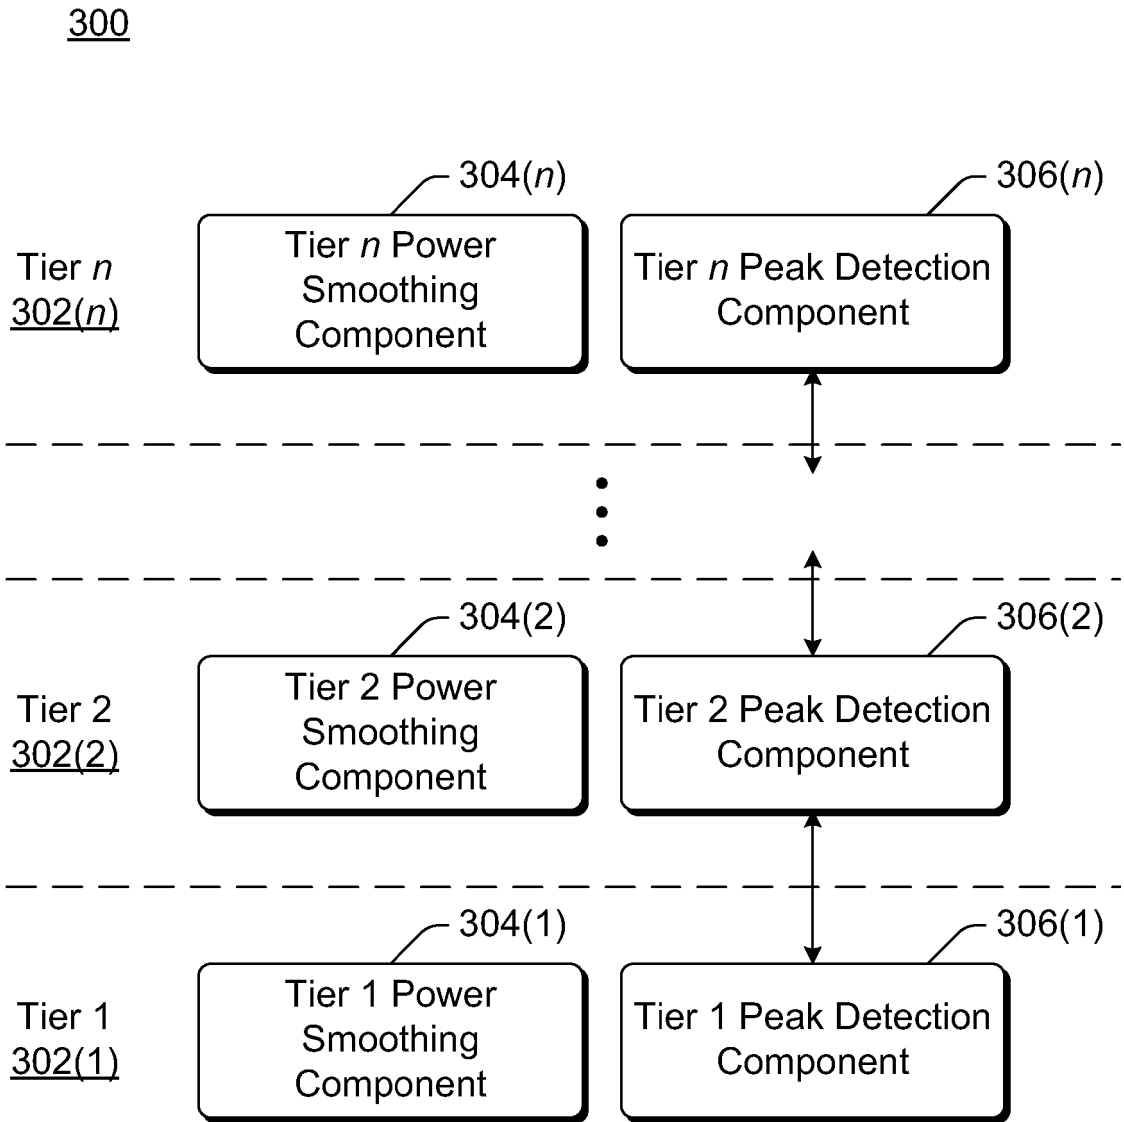 300
304(n)
306(n)
Tier n
302(n)
Tier n Power
Smoothing
Component
Tier n Peak Detection
Component
304(2)
306(2)
Tier 2
302(2)
Tier 2 Power
Smoothing
Component
Tier 2 Peak Detection
Component
304(1)
306(1)
Tier 1
302(1)
Tier 1 Power
Smoothing
Component
Tier 1 Peak Detection
Component